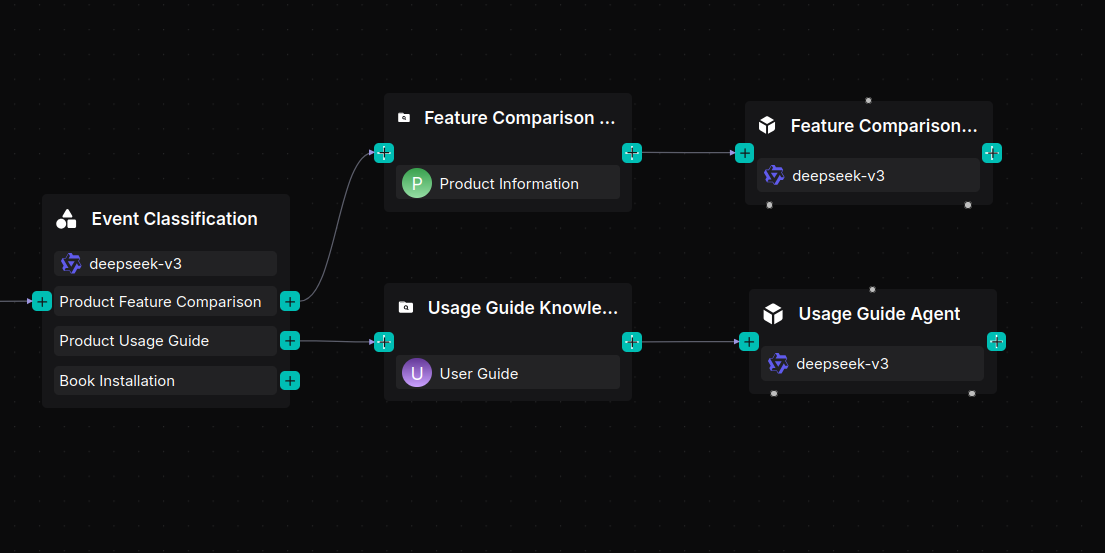 Event Classification
deepseek-v3
Product Feature Comparison
Product Usage Guide
Book Installation
Feature Comparison ...
P
Product Information
Feature Comparison...
deepseek-v3
Usage Guide Knowle...
U
User Guide
Usage Guide Agent
deepseek-v3